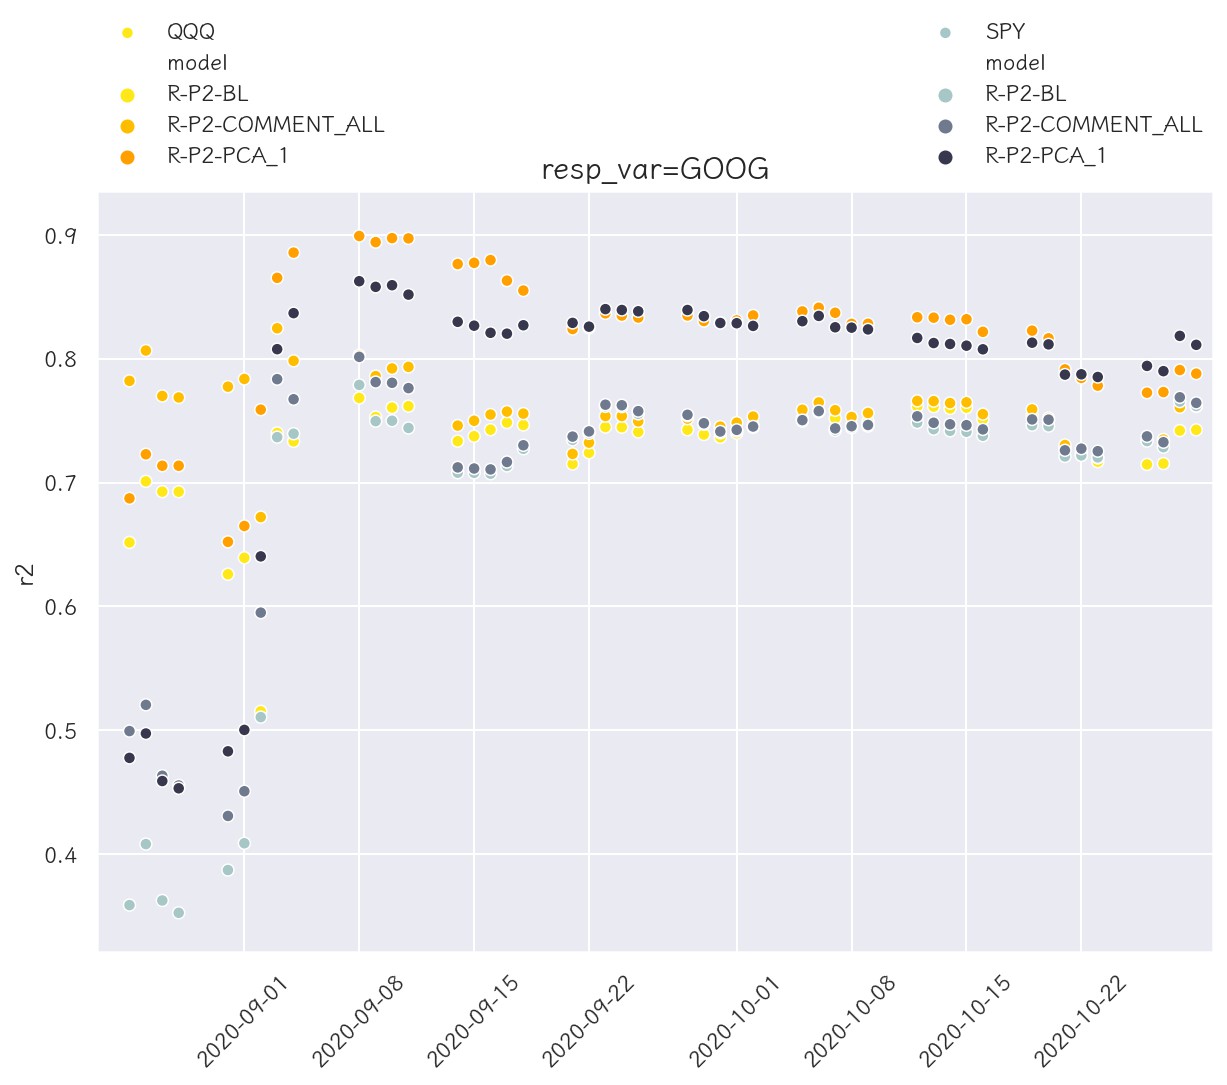 QQQ
model
R-P2-BL
R-P2-COMMENT_ALL
R-P2-PCA_1
SPY
model
R-P2-BL
R-P2-COMMENT_ALL
R-P2-PCA_1
resp_var=GOOG
0.9
0.8
0.7
0.6
0.5
0.4
r2
2020-09-01
2020-09-08
2020-09-15
2020-09-22
2020-10-01
2020-10-08
2020-10-15
2020-10-22